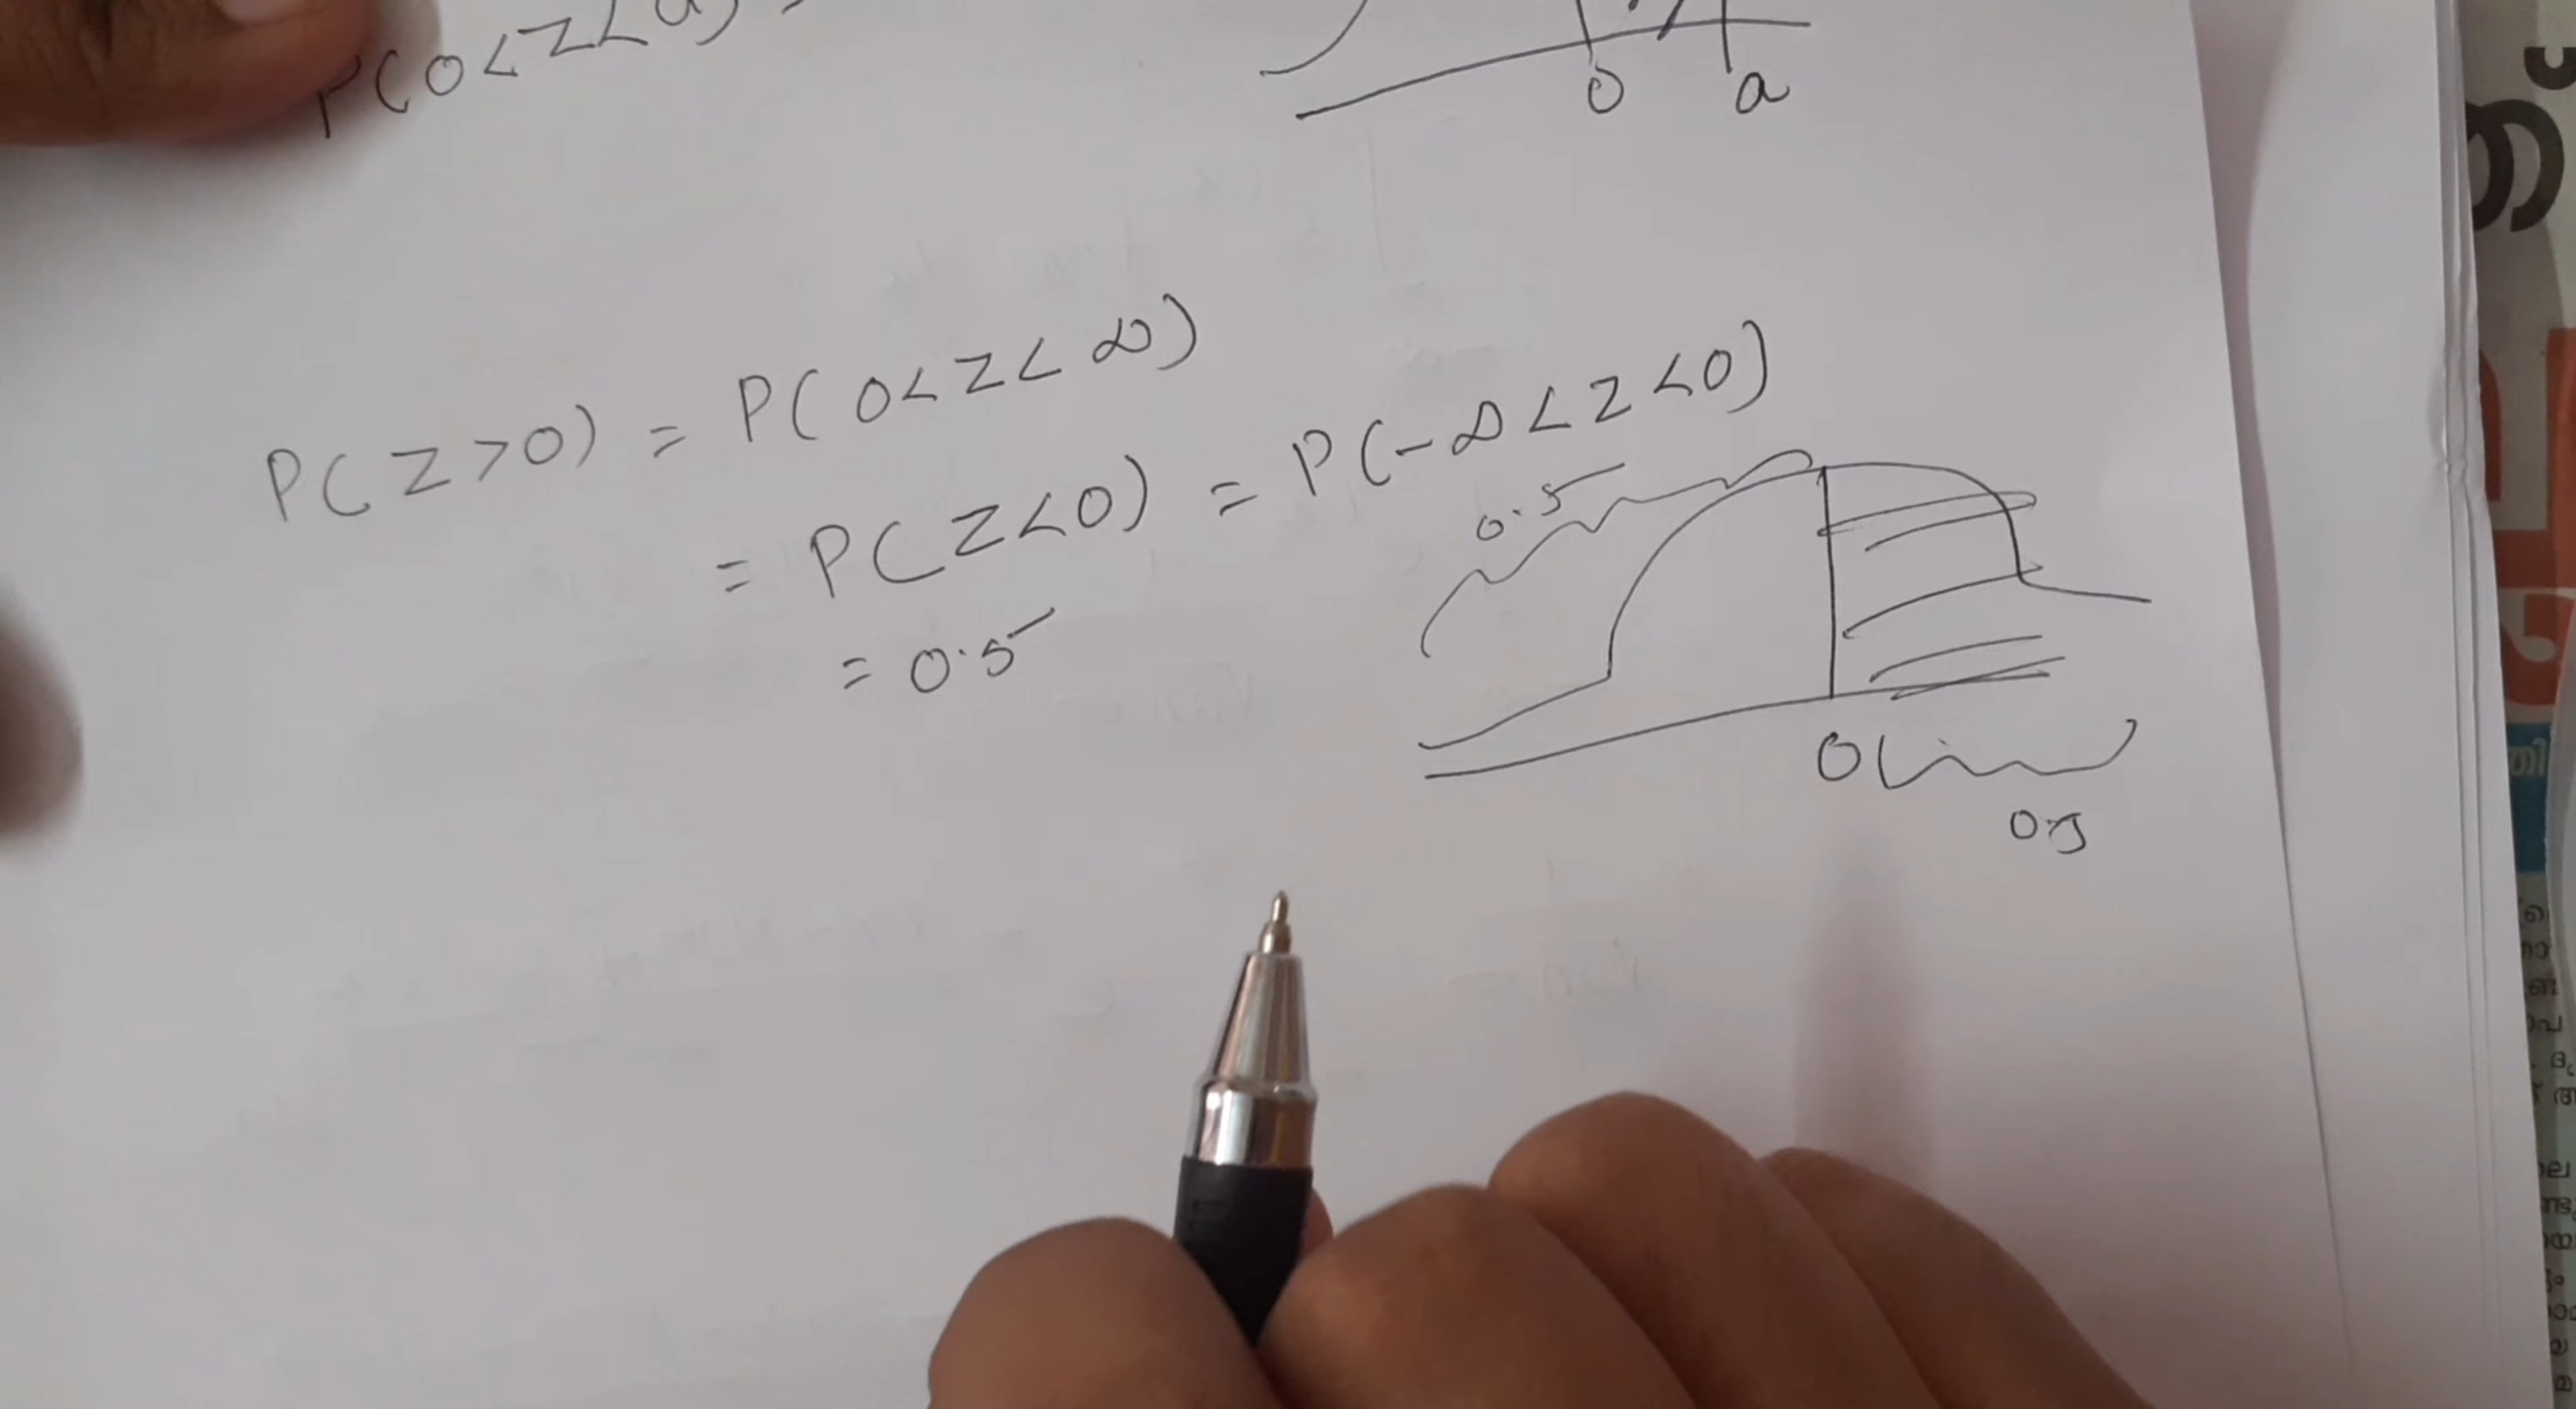 P(0<Z<a)
0 a
P(Z>0) = P(0<Z<∞)
= P(Z<0) = P(-∞<Z<0)
= 0.5
0.5
0
0.5